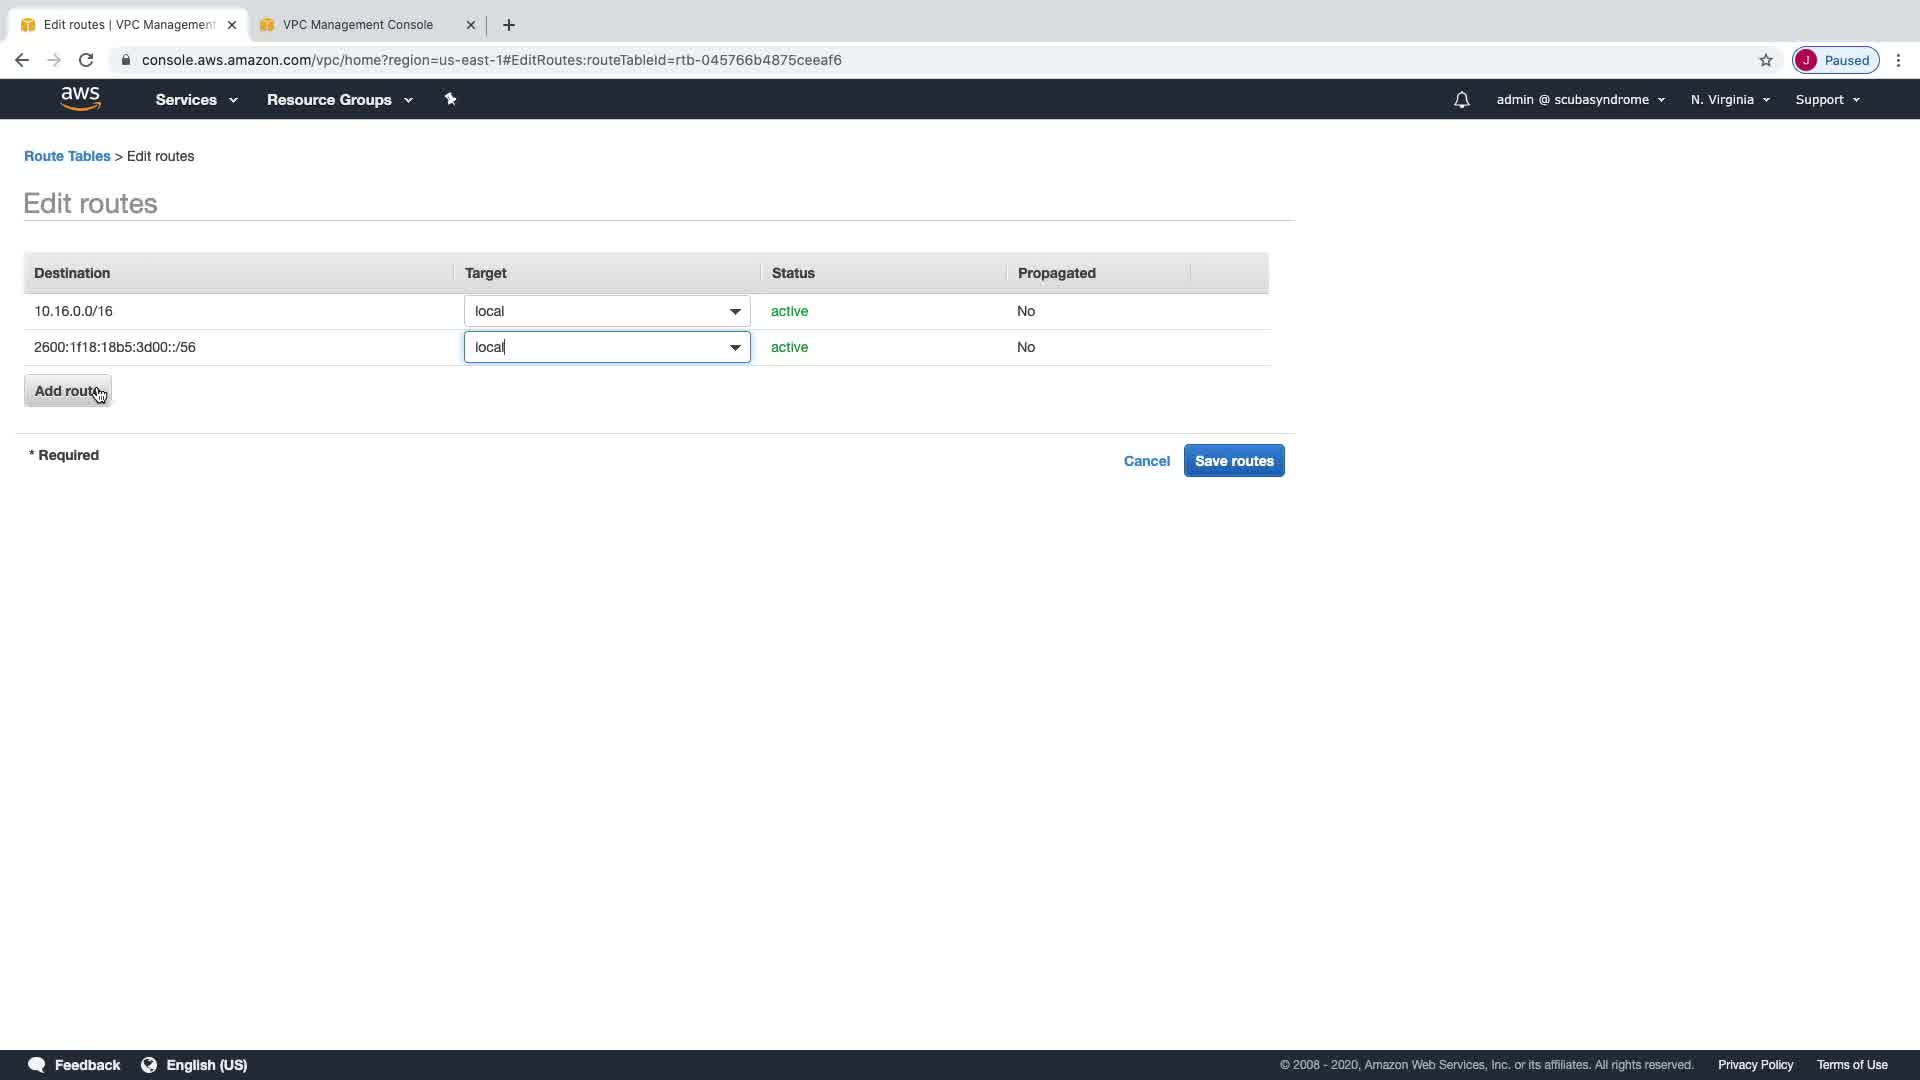 Edit routes | VPC Management
VPC Management Console
console.aws.amazon.com/vpc/home?region=us-east-1#EditRoutes:routeTableId=rtb-045766b4875ceeaf6
J Paused
aws Services Resource Groups admin @ scubasyndrome N. Virginia Support
Route Tables > Edit routes
Edit routes
Destination Target Status Propagated
10.16.0.0/16 local active No
2600:1f18:18b5:3d00::/56 local active No
Add route
* Required
Cancel Save routes
Feedback English (US) © 2008 - 2020, Amazon Web Services, Inc. or its affiliates. All rights reserved. Privacy Policy Terms of Use